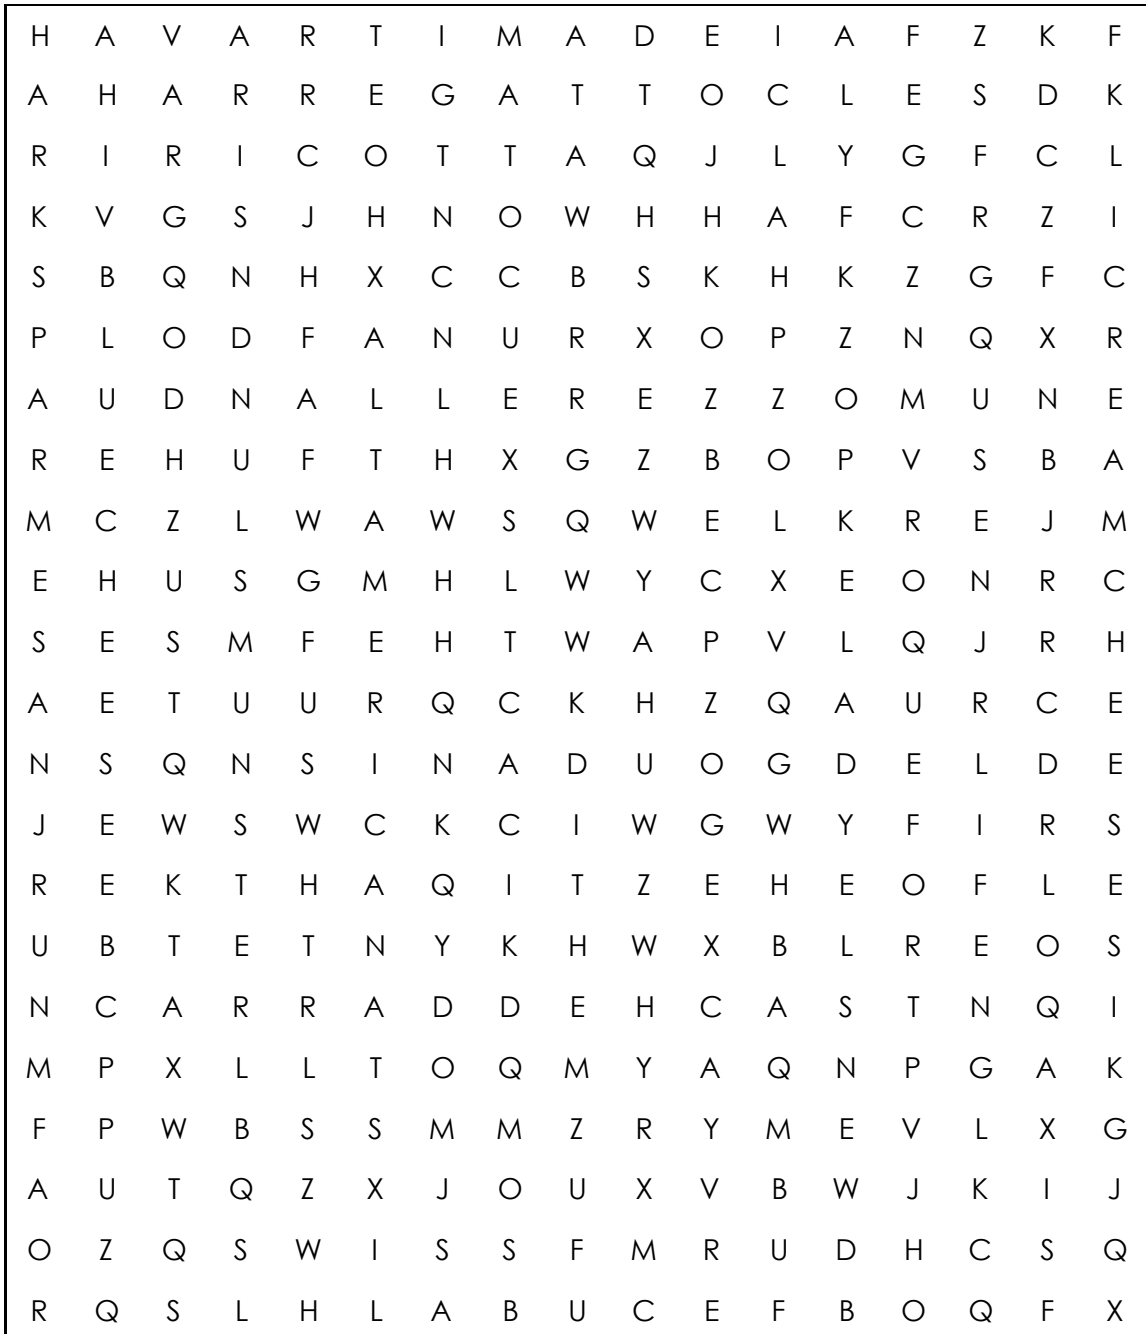 H A V A R T I M A D E I A F Z K F
A H A R R E G A T T O C L E S D K
R I R I C O T T A Q J L Y G F C L
K V G S J H N O W H H A F C R Z I
S B Q N H X C C B S K H K Z G F C
P L O D F A N U R X O P Z N Q X R
A U D N A L L E R E Z Z O M U N E
R E H U F T H X G Z B O P V S B A
M C Z L W A W S Q W E L K R E J M
E H U S G M H L W Y C X E O N R C
S E S M F E H T W A P V L Q J R H
A E T U U R Q C K H Z Q A U R C E
N S Q N S I N A D U O G D E L D E
J E W S W C K C I W G W Y F I R S
R E K T H A Q I T Z E H E O F L E
U B T E T N Y K H W X B L R E O S
N C A R R A D D E H C A S T N Q I
M P X L L T O Q M Y A Q N P G A K
F P W B S S M M Z R Y M E V L X G
A U T Q Z X J O U X V B W J K I J
O Z Q S W I S S F M R U D H C S Q
R Q S L H L A B U C E F B O Q F X